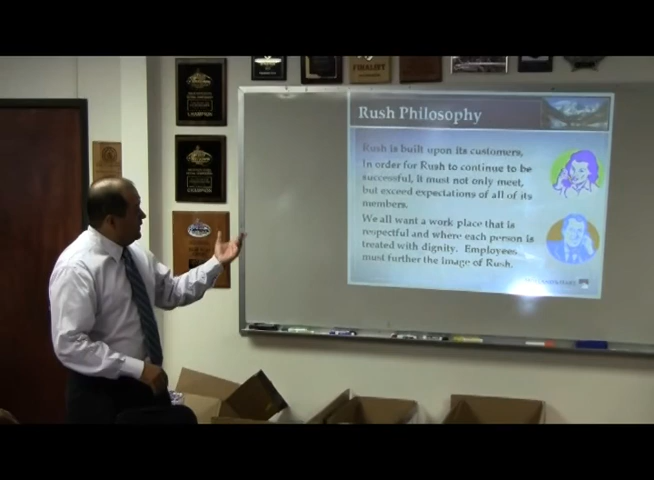 FINALIST
Rush Philosophy
Rush is built upon its customers,
In order for Rush to continue to be
successful, it must not only meet,
but exceed expectations of all of its
members.
We all want a work place that is
respectful and where each person is
treated with dignity. Employees
must further the image of Rush.